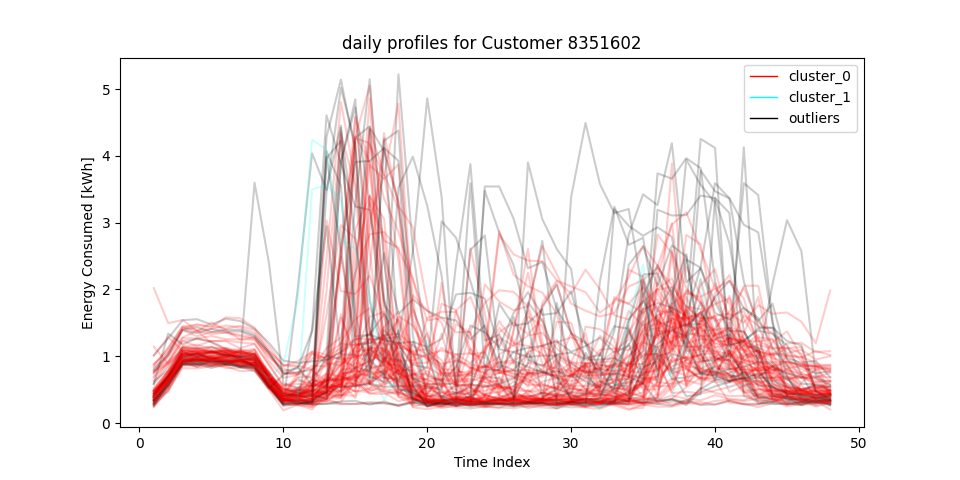 daily profiles for Customer 8351602
cluster_0
cluster_1
outliers
Energy Consumed [kWh]
5
4
3
2
1
0
0 10 20 30 40 50
Time Index